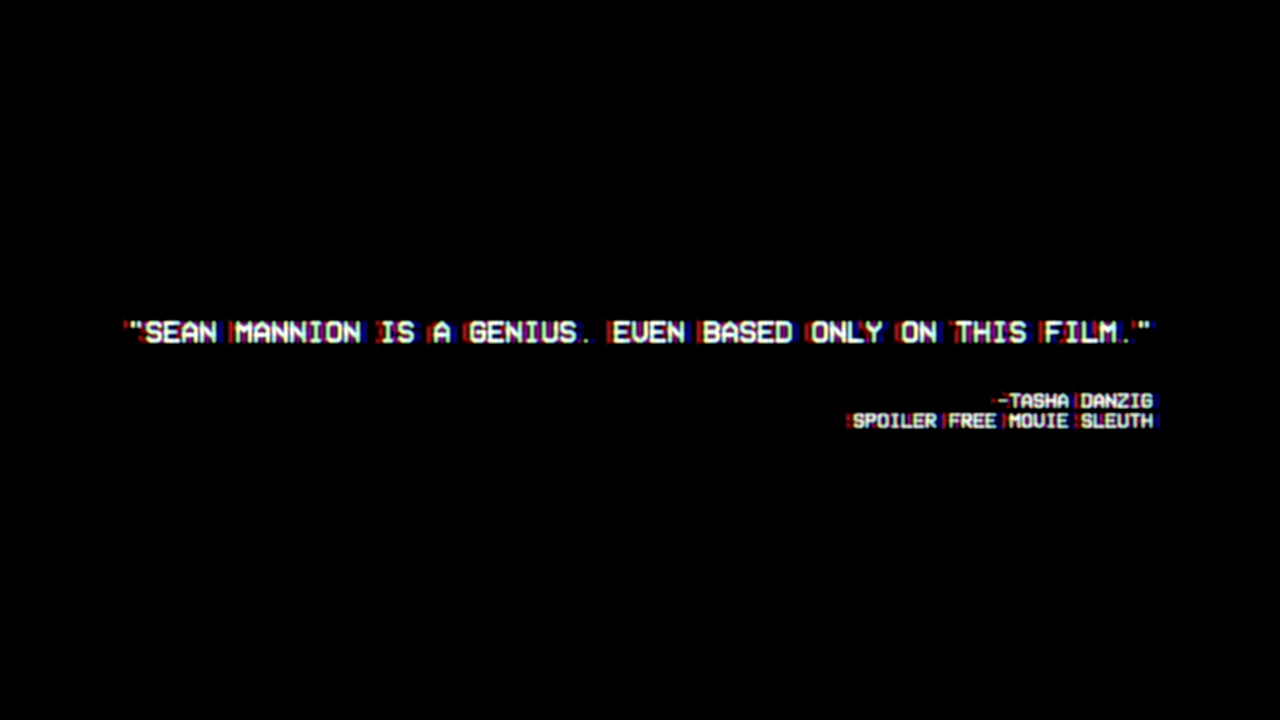 "SEAN MANNION IS A GENIUS. EVEN BASED ONLY ON THIS FILM."
-TASHA DANZIG
SPOILER FREE MOVIE SLEUTH